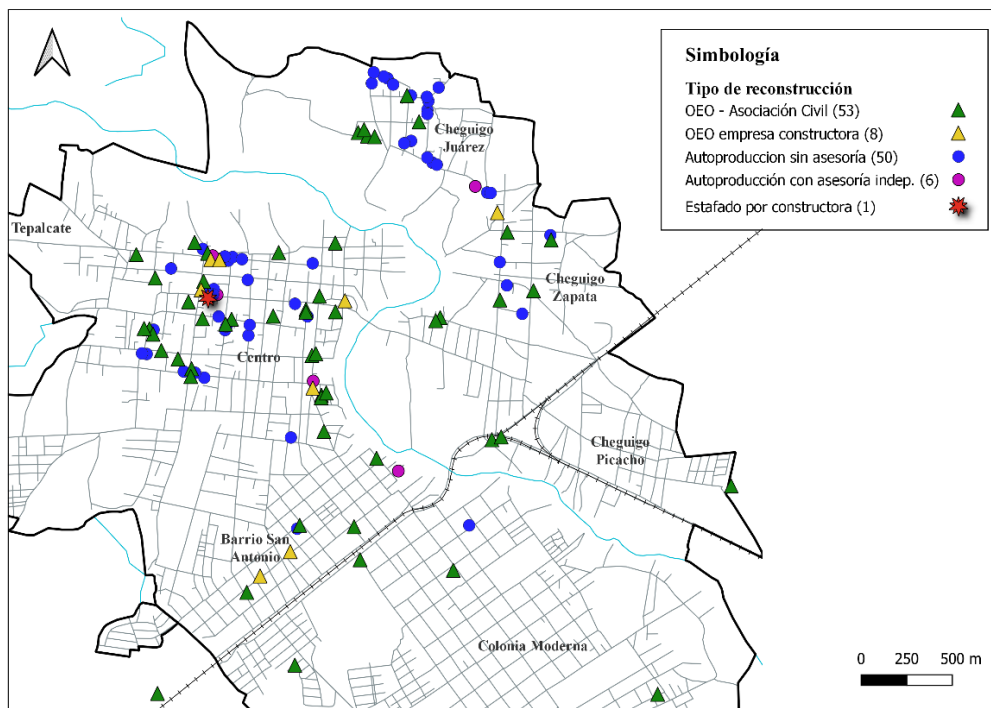 Simbología
Tipo de reconstrucción
OEO - Asociación Civil (53)
OEO empresa constructora (8)
Autoproduccion sin asesoría (50)
Autoproducción con asesoría indep. (6)
Estafado por constructora (1)
Cheguigo
Juárez
Tepalcate
Cheguigo
Zapata
Centro
Cheguigo
Picacho
Barrio San
Antonio
Colonia Moderna
0 250 500 m